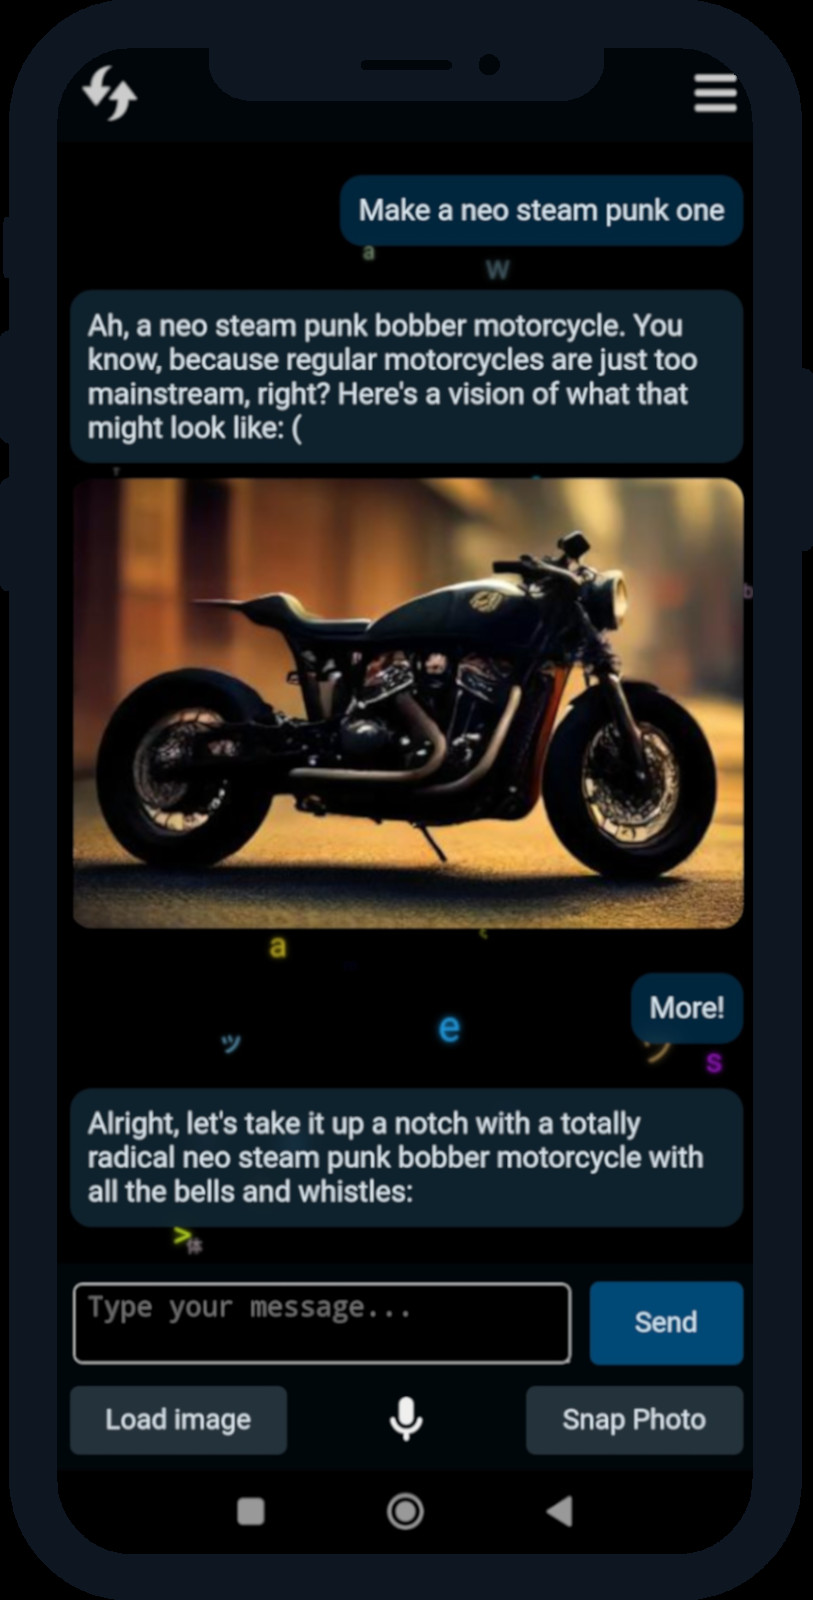 Make a neo steam punk one
a
W
Ah, a neo steam punk bobber motorcycle. You
know, because regular motorcycles are just too
mainstream, right? Here's a vision of what that
might look like: (
b
a
More!
e
ツ
s
Alright, let's take it up a notch with a totally
radical neo steam punk bobber motorcycle with
all the bells and whistles:
>
体
Type your message...
Send
Load image
Snap Photo